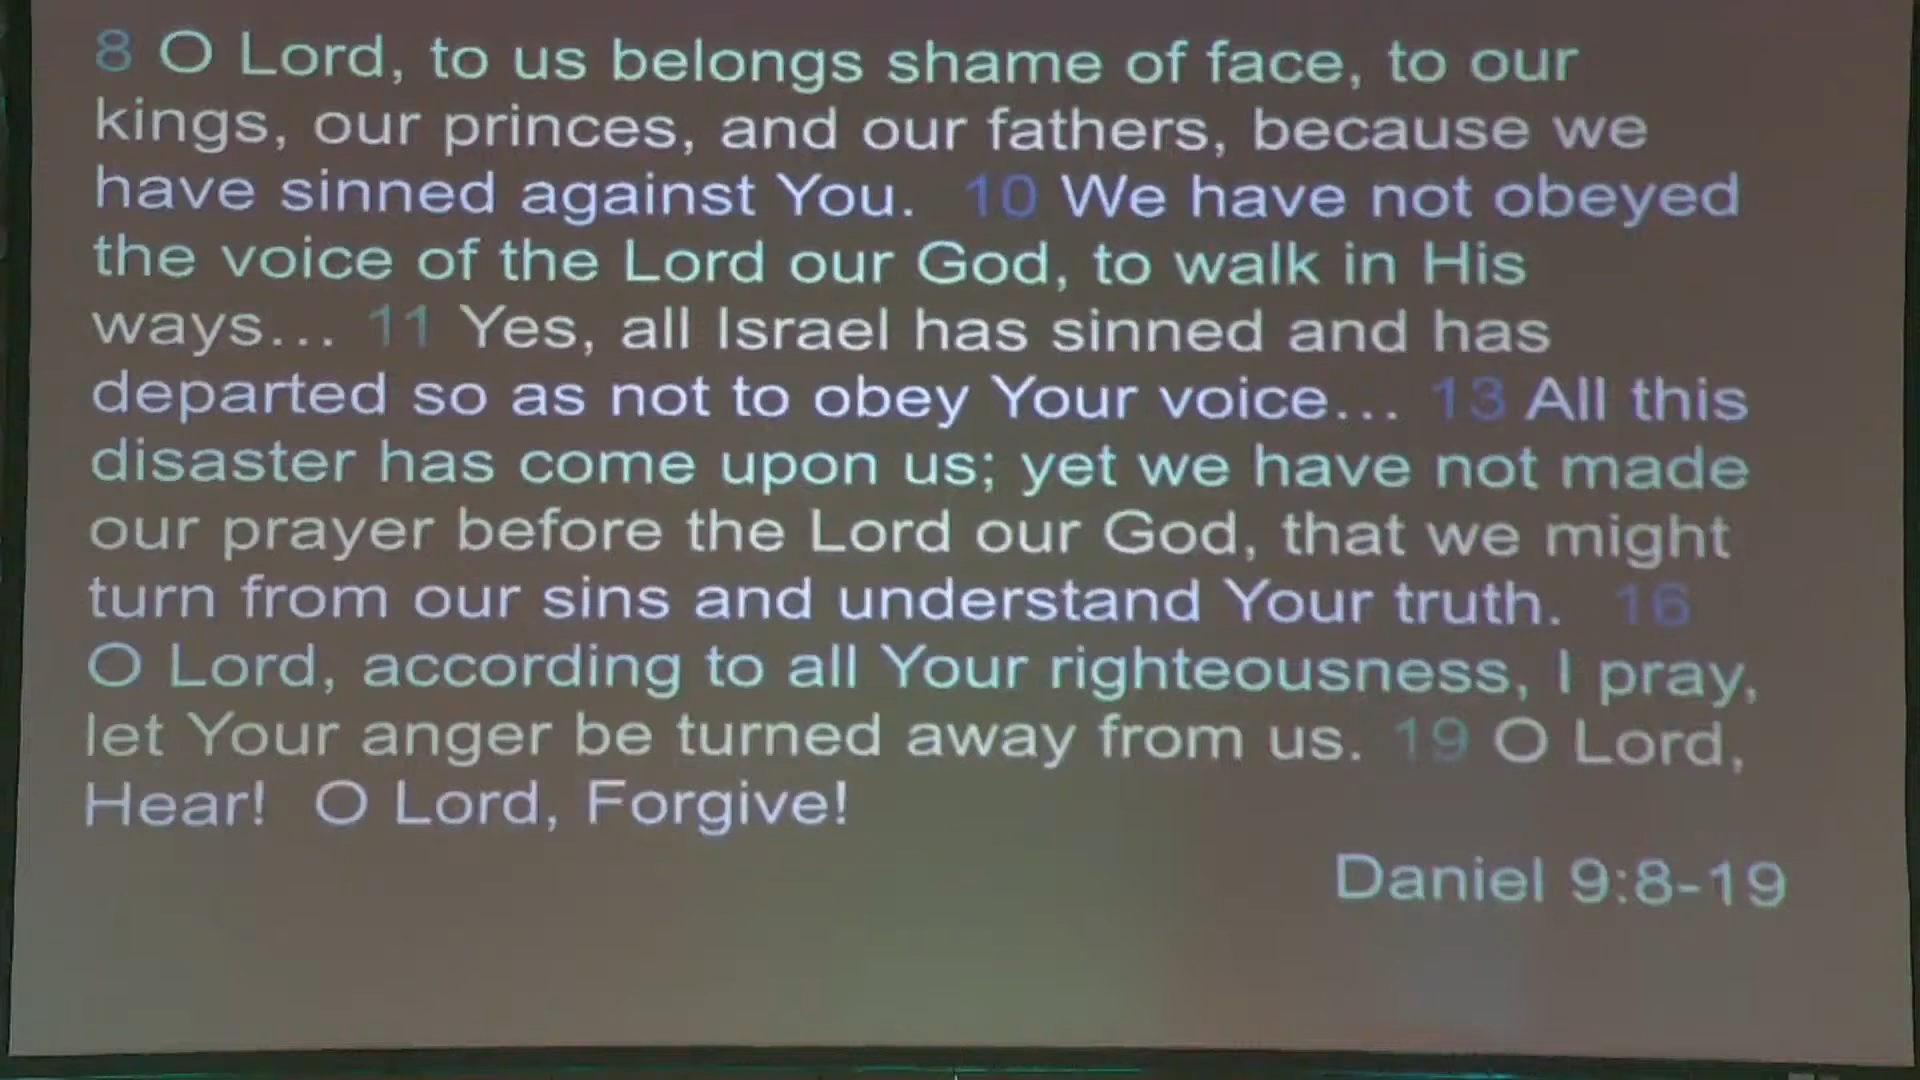 8 O Lord, to us belongs shame of face, to our
kings, our princes, and our fathers, because we
have sinned against You. 10 We have not obeyed
the voice of the Lord our God, to walk in His
ways... 11 Yes, all Israel has sinned and has
departed so as not to obey Your voice... 13 All this
disaster has come upon us; yet we have not made
our prayer before the Lord our God, that we might
turn from our sins and understand Your truth. 16
O Lord, according to all Your righteousness, I pray,
let Your anger be turned away from us. 19 O Lord,
Hear! O Lord, Forgive!
Daniel 9:8-19